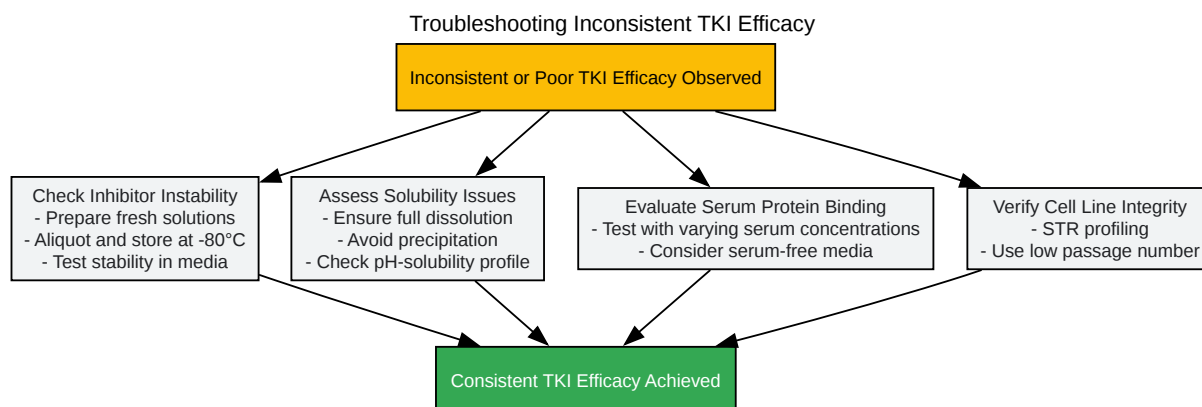 Troubleshooting Inconsistent TKI Efficacy
Inconsistent or Poor TKI Efficacy Observed
Check Inhibitor Instability
- Prepare fresh solutions
- Aliquot and store at -80°C
- Test stability in media
Assess Solubility Issues
- Ensure full dissolution
- Avoid precipitation
- Check pH-solubility profile
Evaluate Serum Protein Binding
- Test with varying serum concentrations
- Consider serum-free media
Verify Cell Line Integrity
- STR profiling
- Use low passage number
Consistent TKI Efficacy Achieved